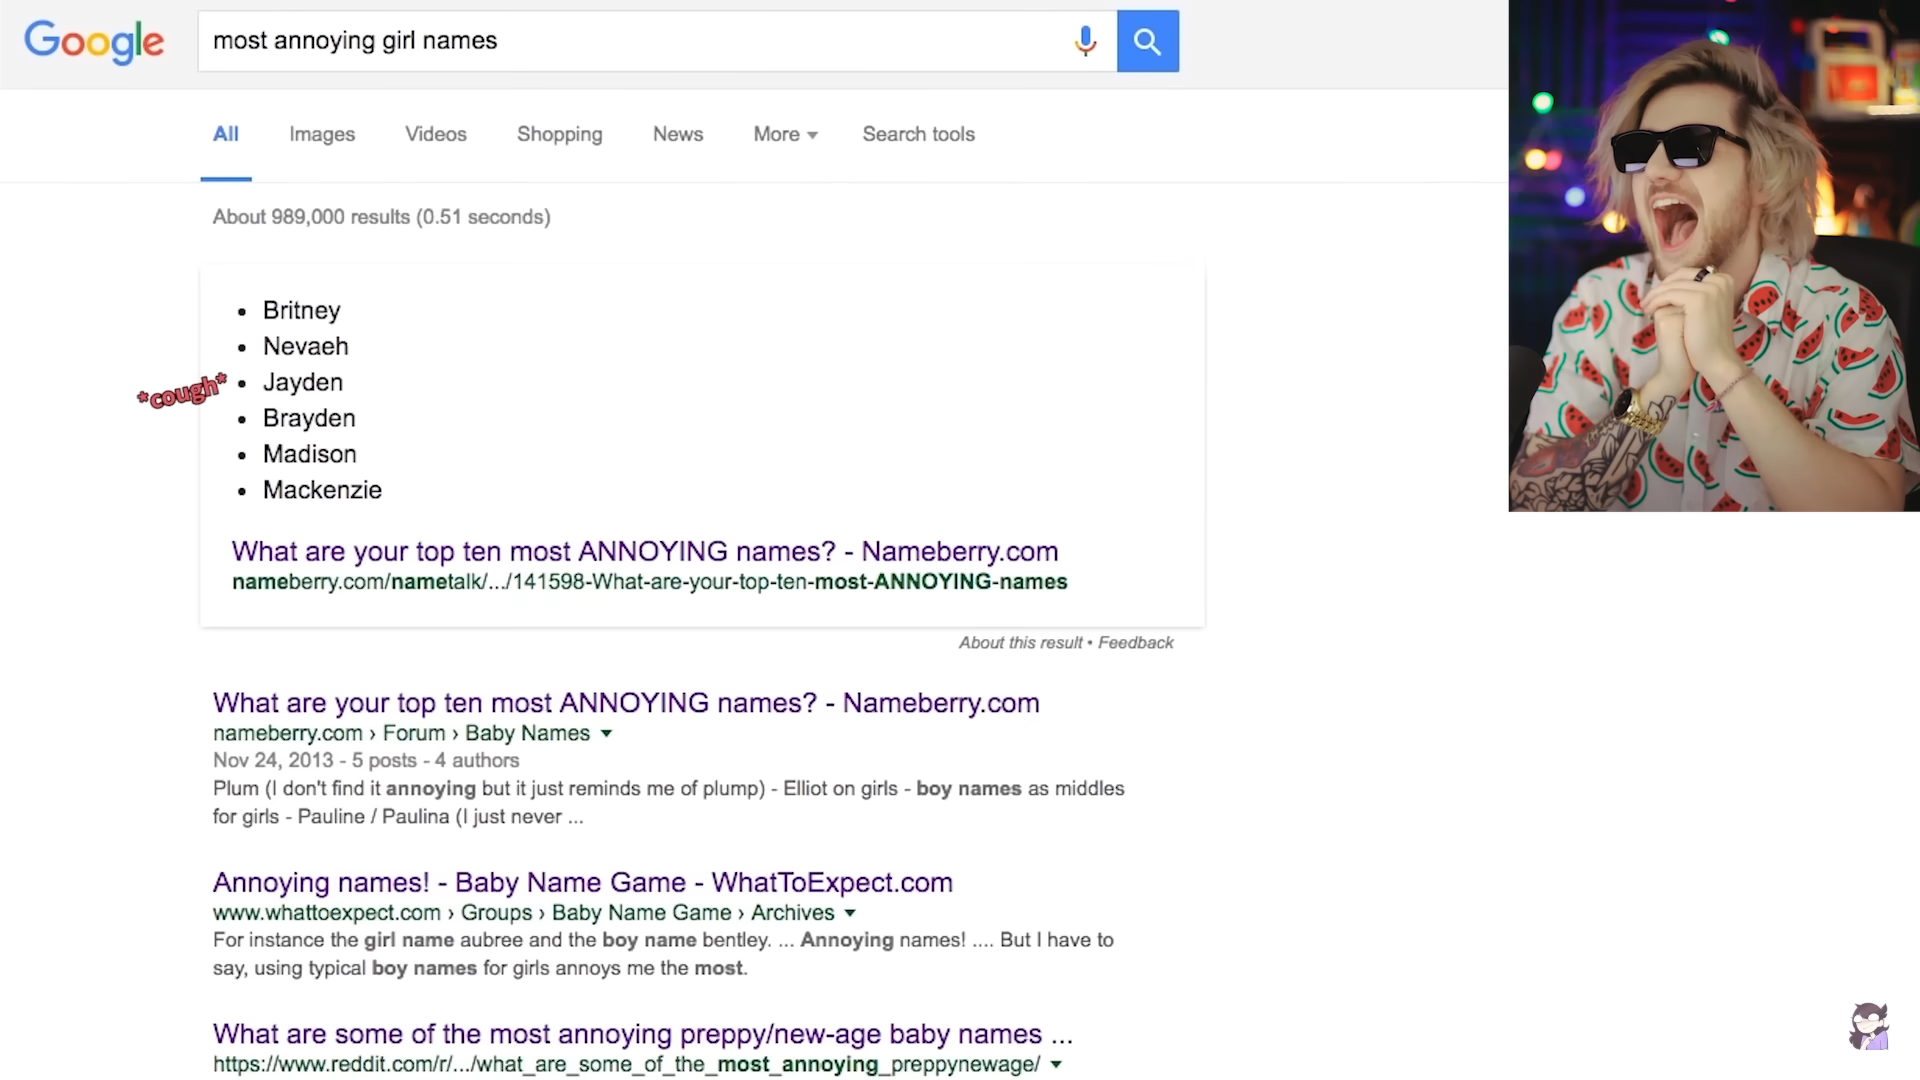 Google
most annoying girl names
All Images Videos Shopping News More Search tools
About 989,000 results (0.51 seconds)
• Britney
• Nevaeh
*cough* • Jayden
• Brayden
• Madison
• Mackenzie
What are your top ten most ANNOYING names? - Nameberry.com
nameberry.com/nametalk/.../141598-What-are-your-top-ten-most-ANNOYING-names
About this result • Feedback
What are your top ten most ANNOYING names? - Nameberry.com
nameberry.com › Forum › Baby Names
Nov 24, 2013 - 5 posts - 4 authors
Plum (I don't find it annoying but it just reminds me of plump) - Elliot on girls - boy names as middles
for girls - Pauline / Paulina (I just never ...
Annoying names! - Baby Name Game - WhatToExpect.com
www.whattoexpect.com › Groups › Baby Name Game › Archives
For instance the girl name aubree and the boy name bentley. ... Annoying names! .... But I have to
say, using typical boy names for girls annoys me the most.
What are some of the most annoying preppy/new-age baby names ...
https://www.reddit.com/r/.../what_are_some_of_the_most_annoying_preppynewage/